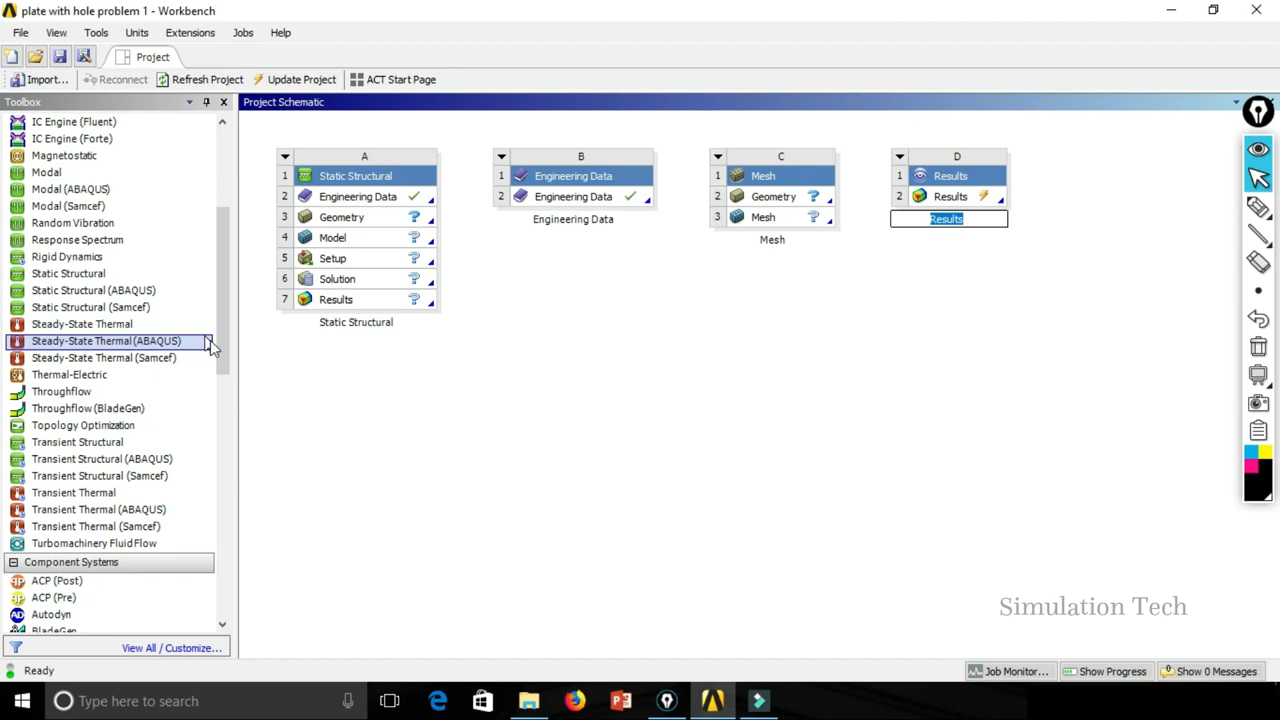 plate with hole problem 1 - Workbench
File View Tools Units Extensions Jobs Help
Project
Import... Reconnect Refresh Project Update Project ACT Start Page
Toolbox
IC Engine (Fluent)
IC Engine (Forte)
Magnetostatic
Modal
Modal (ABAQUS)
Modal (Samcef)
Random Vibration
Response Spectrum
Rigid Dynamics
Static Structural
Static Structural (ABAQUS)
Static Structural (Samcef)
Steady-State Thermal
Steady-State Thermal (ABAQUS)
Steady-State Thermal (Samcef)
Thermal-Electric
Throughflow
Throughflow (BladeGen)
Topology Optimization
Transient Structural
Transient Structural (ABAQUS)
Transient Structural (Samcef)
Transient Thermal
Transient Thermal (ABAQUS)
Transient Thermal (Samcef)
Turbomachinery Fluid Flow
Component Systems
ACP (Post)
ACP (Pre)
Autodyn
BladeGen
View All / Customize...
Project Schematic
A
1 Static Structural
2 Engineering Data
3 Geometry ?
4 Model ?
5 Setup ?
6 Solution ?
7 Results ?
Static Structural
B
1 Engineering Data
2 Engineering Data
Engineering Data
C
1 Mesh
2 Geometry ?
3 Mesh ?
Mesh
D
1 Results
2 Results
Results
Simulation Tech
Ready
Job Monitor... Show Progress Show 0 Messages
Type here to search